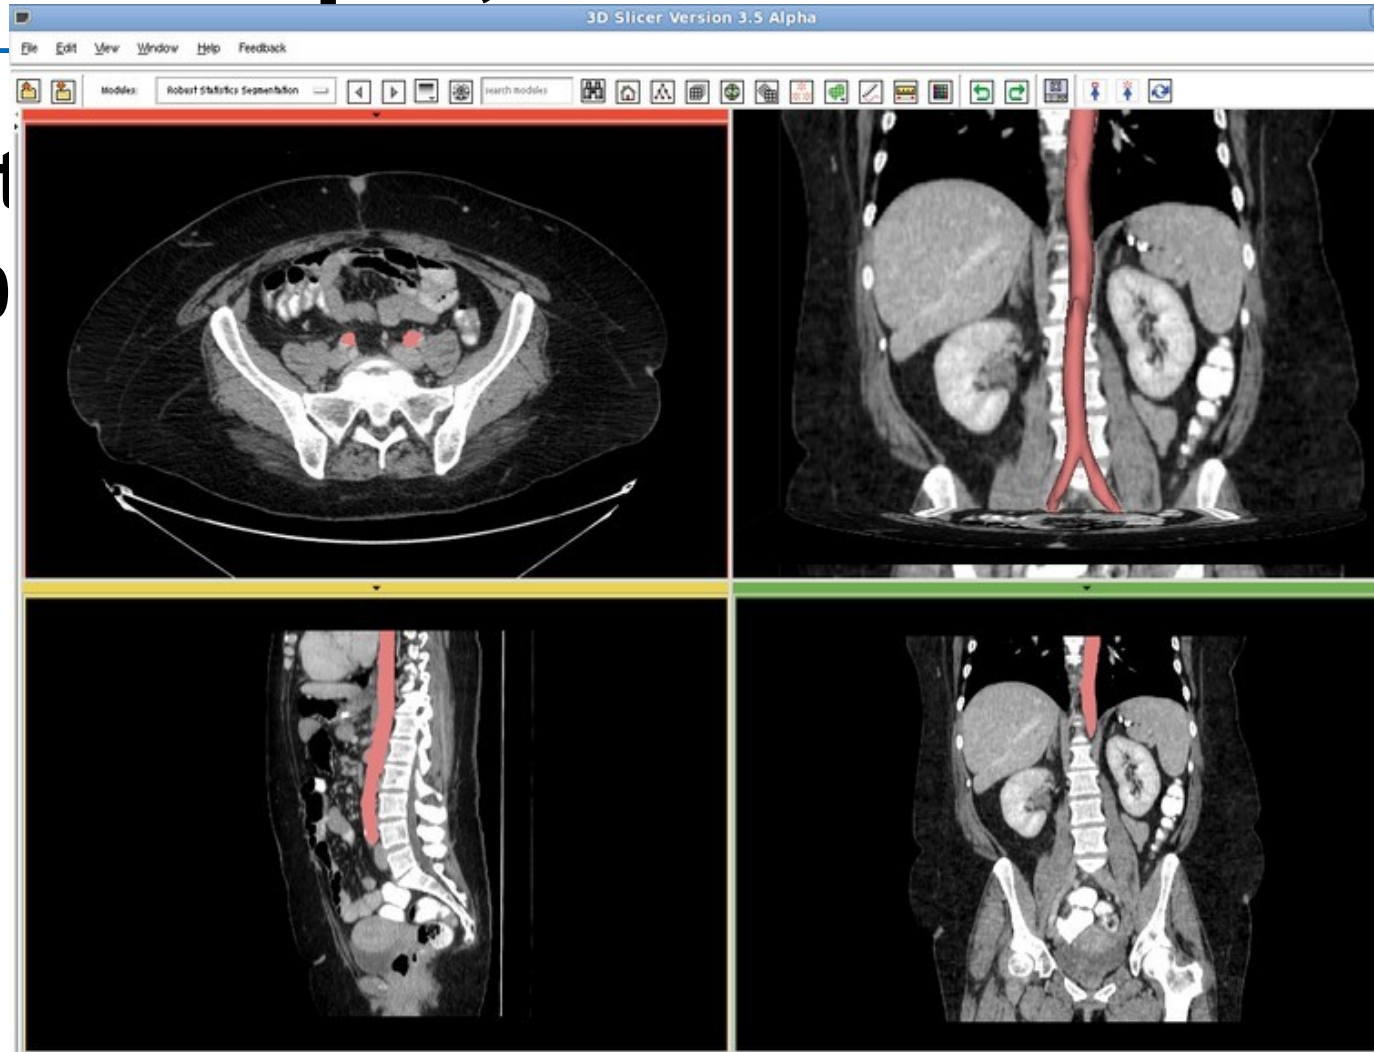 3D Slicer Version 3.5 Alpha
File Edit View Window Help Feedback
Modules: Robust Statistics Segmentation search modules